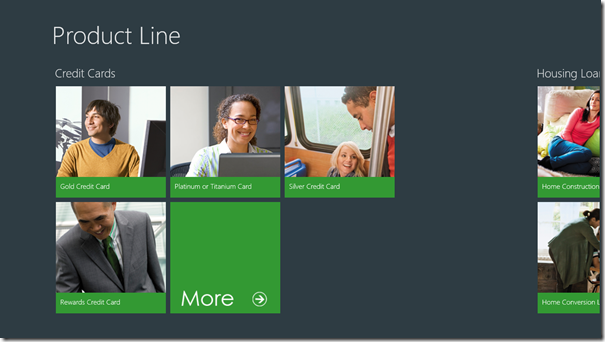 Product Line
Credit Cards
Gold Credit Card
Platinum or Titanium Card
Silver Credit Card
Rewards Credit Card
More
Housing Loa
Home Construction
Home Conversion L